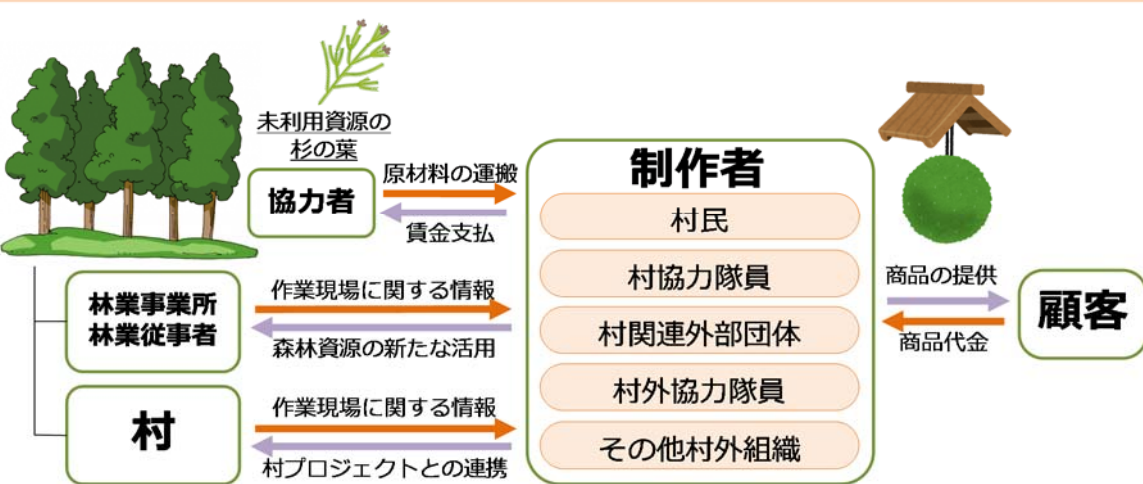 未利用資源の
杉の葉
協力者
原材料の運搬
賃金支払
林業事業所
林業従事者
作業現場に関する情報
森林資源の新たな活用
村
作業現場に関する情報
村プロジェクトとの連携
制作者
村民
村協力隊員
村関連外部団体
村外協力隊員
その他村外組織
商品の提供
商品代金
顧客